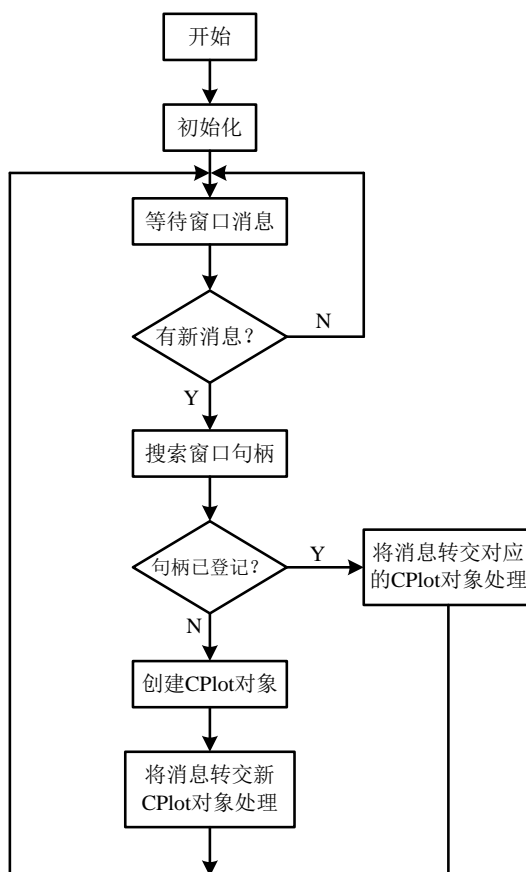 开始
初始化
等待窗口消息
有新消息？
N
Y
搜索窗口句柄
句柄已登记？
Y
将消息转交对应
的CPlot对象处理
N
创建CPlot对象
将消息转交新
CPlot对象处理